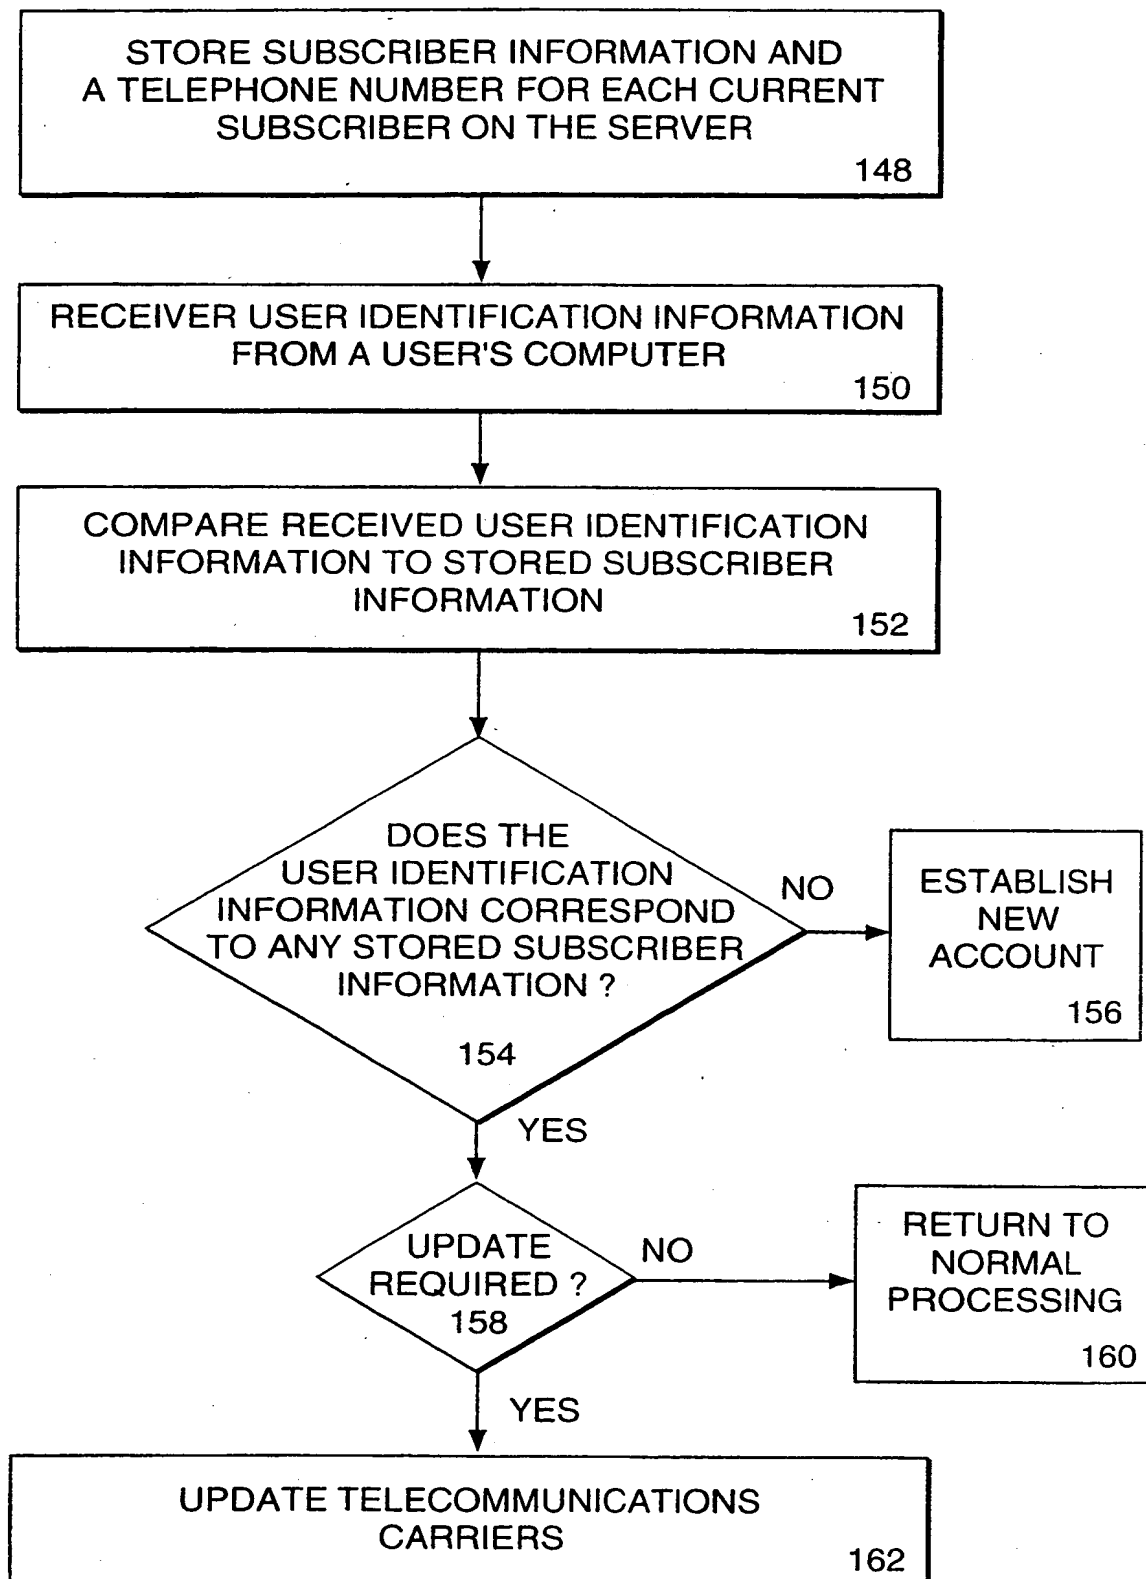 STORE SUBSCRIBER INFORMATION AND
A TELEPHONE NUMBER FOR EACH CURRENT
SUBSCRIBER ON THE SERVER
148
RECEIVER USER IDENTIFICATION INFORMATION
FROM A USER'S COMPUTER
150
COMPARE RECEIVED USER IDENTIFICATION
INFORMATION TO STORED SUBSCRIBER
INFORMATION
152
DOES THE
USER IDENTIFICATION
INFORMATION CORRESPOND
TO ANY STORED SUBSCRIBER
INFORMATION ?
154
NO
ESTABLISH
NEW
ACCOUNT
156
YES
UPDATE
REQUIRED ?
158
NO
RETURN TO
NORMAL
PROCESSING
160
YES
UPDATE TELECOMMUNICATIONS
CARRIERS
162